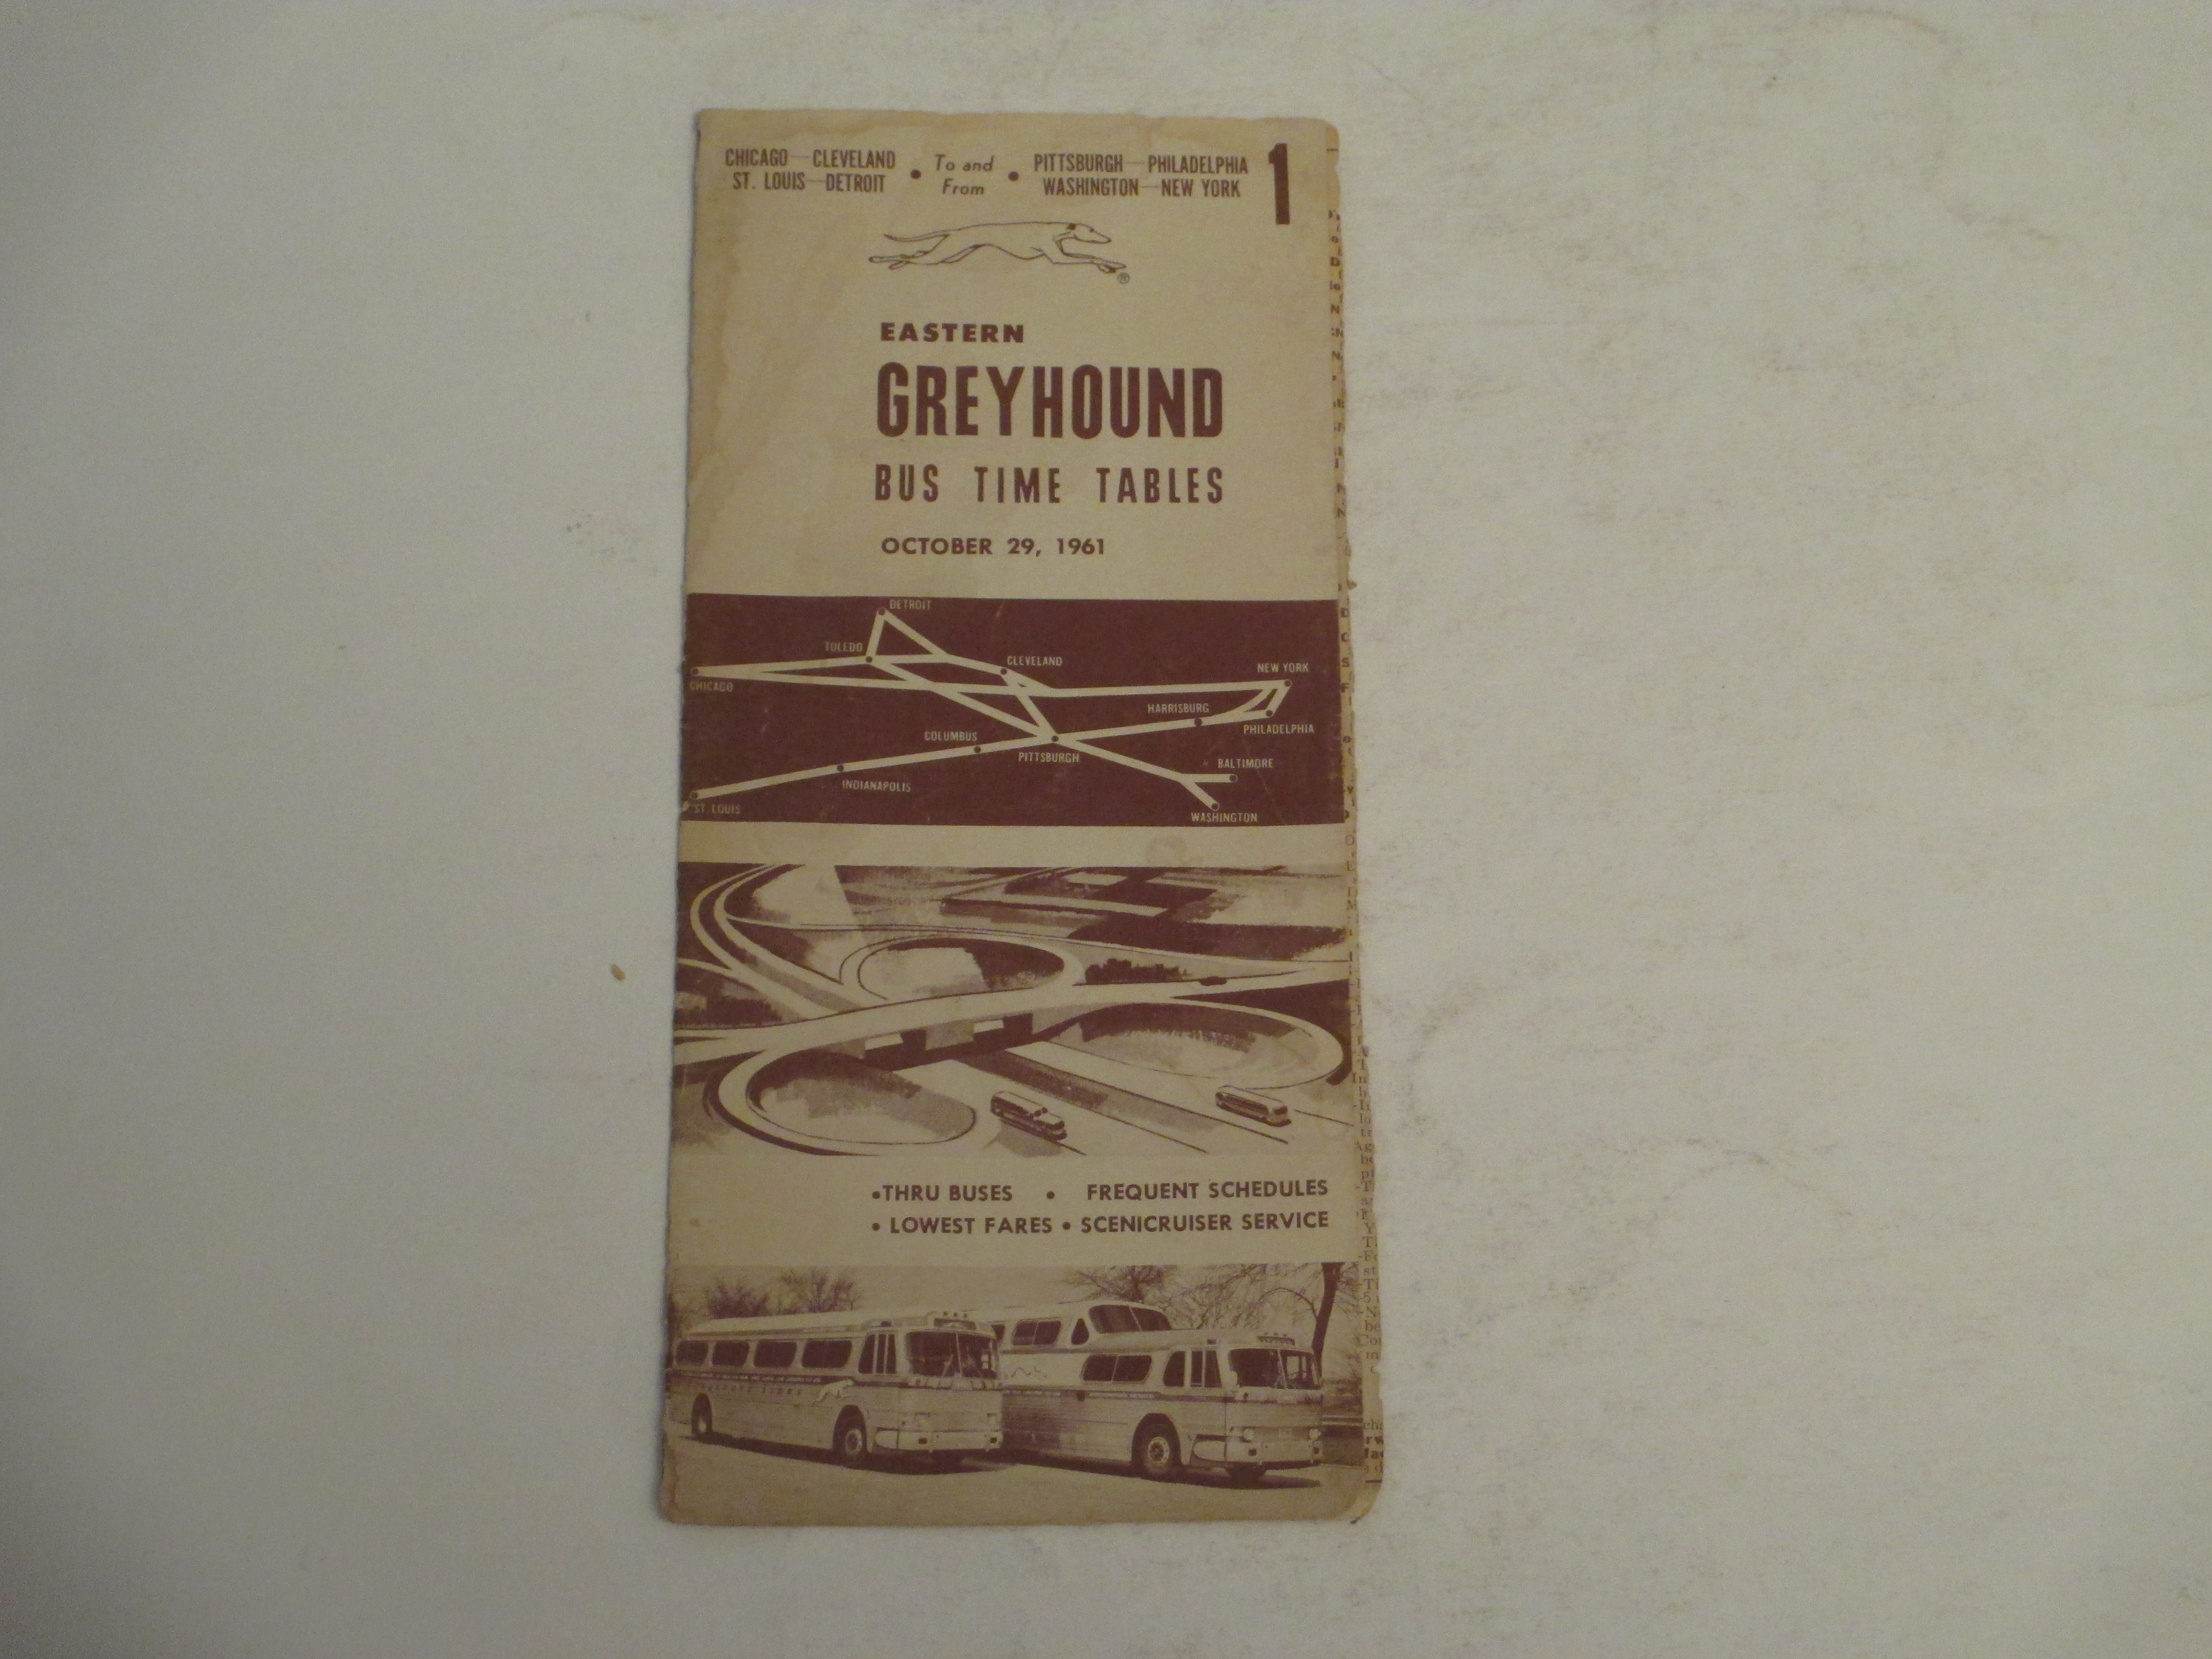 CHICAGO—CLEVELAND
ST. LOUIS—DETROIT
• To and From •
PITTSBURGH—PHILADELPHIA
WASHINGTON—NEW YORK
1
®
EASTERN
GREYHOUND
BUS TIME TABLES
OCTOBER 29, 1961
DETROIT
TOLEDO
CLEVELAND
CHICAGO
NEW YORK
HARRISBURG
PHILADELPHIA
COLUMBUS
PITTSBURGH
BALTIMORE
INDIANAPOLIS
ST. LOUIS
WASHINGTON
•THRU BUSES • FREQUENT SCHEDULES
• LOWEST FARES • SCENICRUISER SERVICE